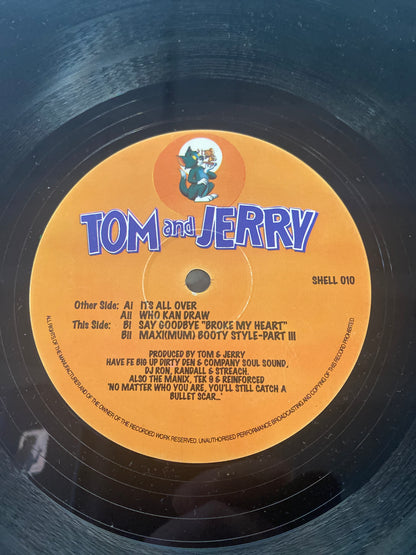 TOM and JERRY
SHELL 010
Other Side: AI IT'S ALL OVER
AII WHO KAN DRAW
This Side: BI SAY GOODBYE "BROKE MY HEART"
BII MAXI(MUM) BOOTY STYLE-PART III
PRODUCED BY TOM & JERRY
HAVE FE BIG UP DIRTY DEN & COMPANY SOUL SOUND,
DJ RON, RANDALL & STREACH.
ALSO THE MANIX, TEK 9 & REINFORCED
'NO MATTER WHO YOU ARE, YOU'LL STILL CATCH A
BULLET SCAR...'
ALL RIGHTS OF THE MANUFACTURER AND OF THE OWNER OF THE RECORDED WORK RESERVED. UNAUTHORISED PERFORMANCE BROADCASTING AND COPYING OF THIS RECORD PROHIBITED.